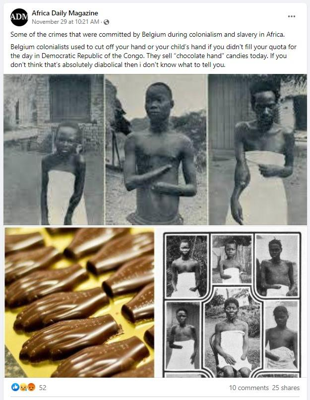 ADM
Africa Daily Magazine
November 29 at 10:21 AM ·
Some of the crimes that were committed by Belgium during colonialism and slavery in Africa.
Belgium colonialists used to cut off your hand or your child's hand if you didn't fill your quota for
the day in Democratic Republic of the Congo. They sell "chocolate hand" candies today. If you
don't think that's absolutely diabolical then i don't know what to tell you.
52
10 comments 25 shares